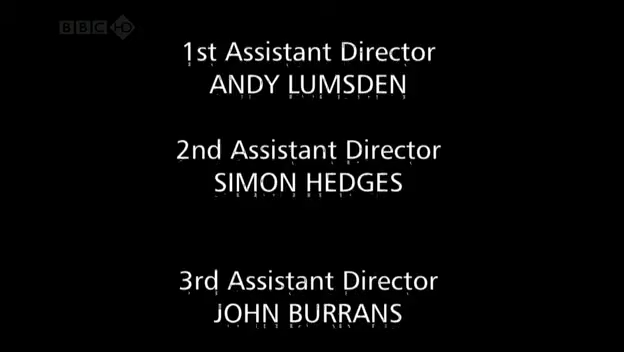 BBC HD
1st Assistant Director
ANDY LUMSDEN
2nd Assistant Director
SIMON HEDGES
3rd Assistant Director
JOHN BURRANS